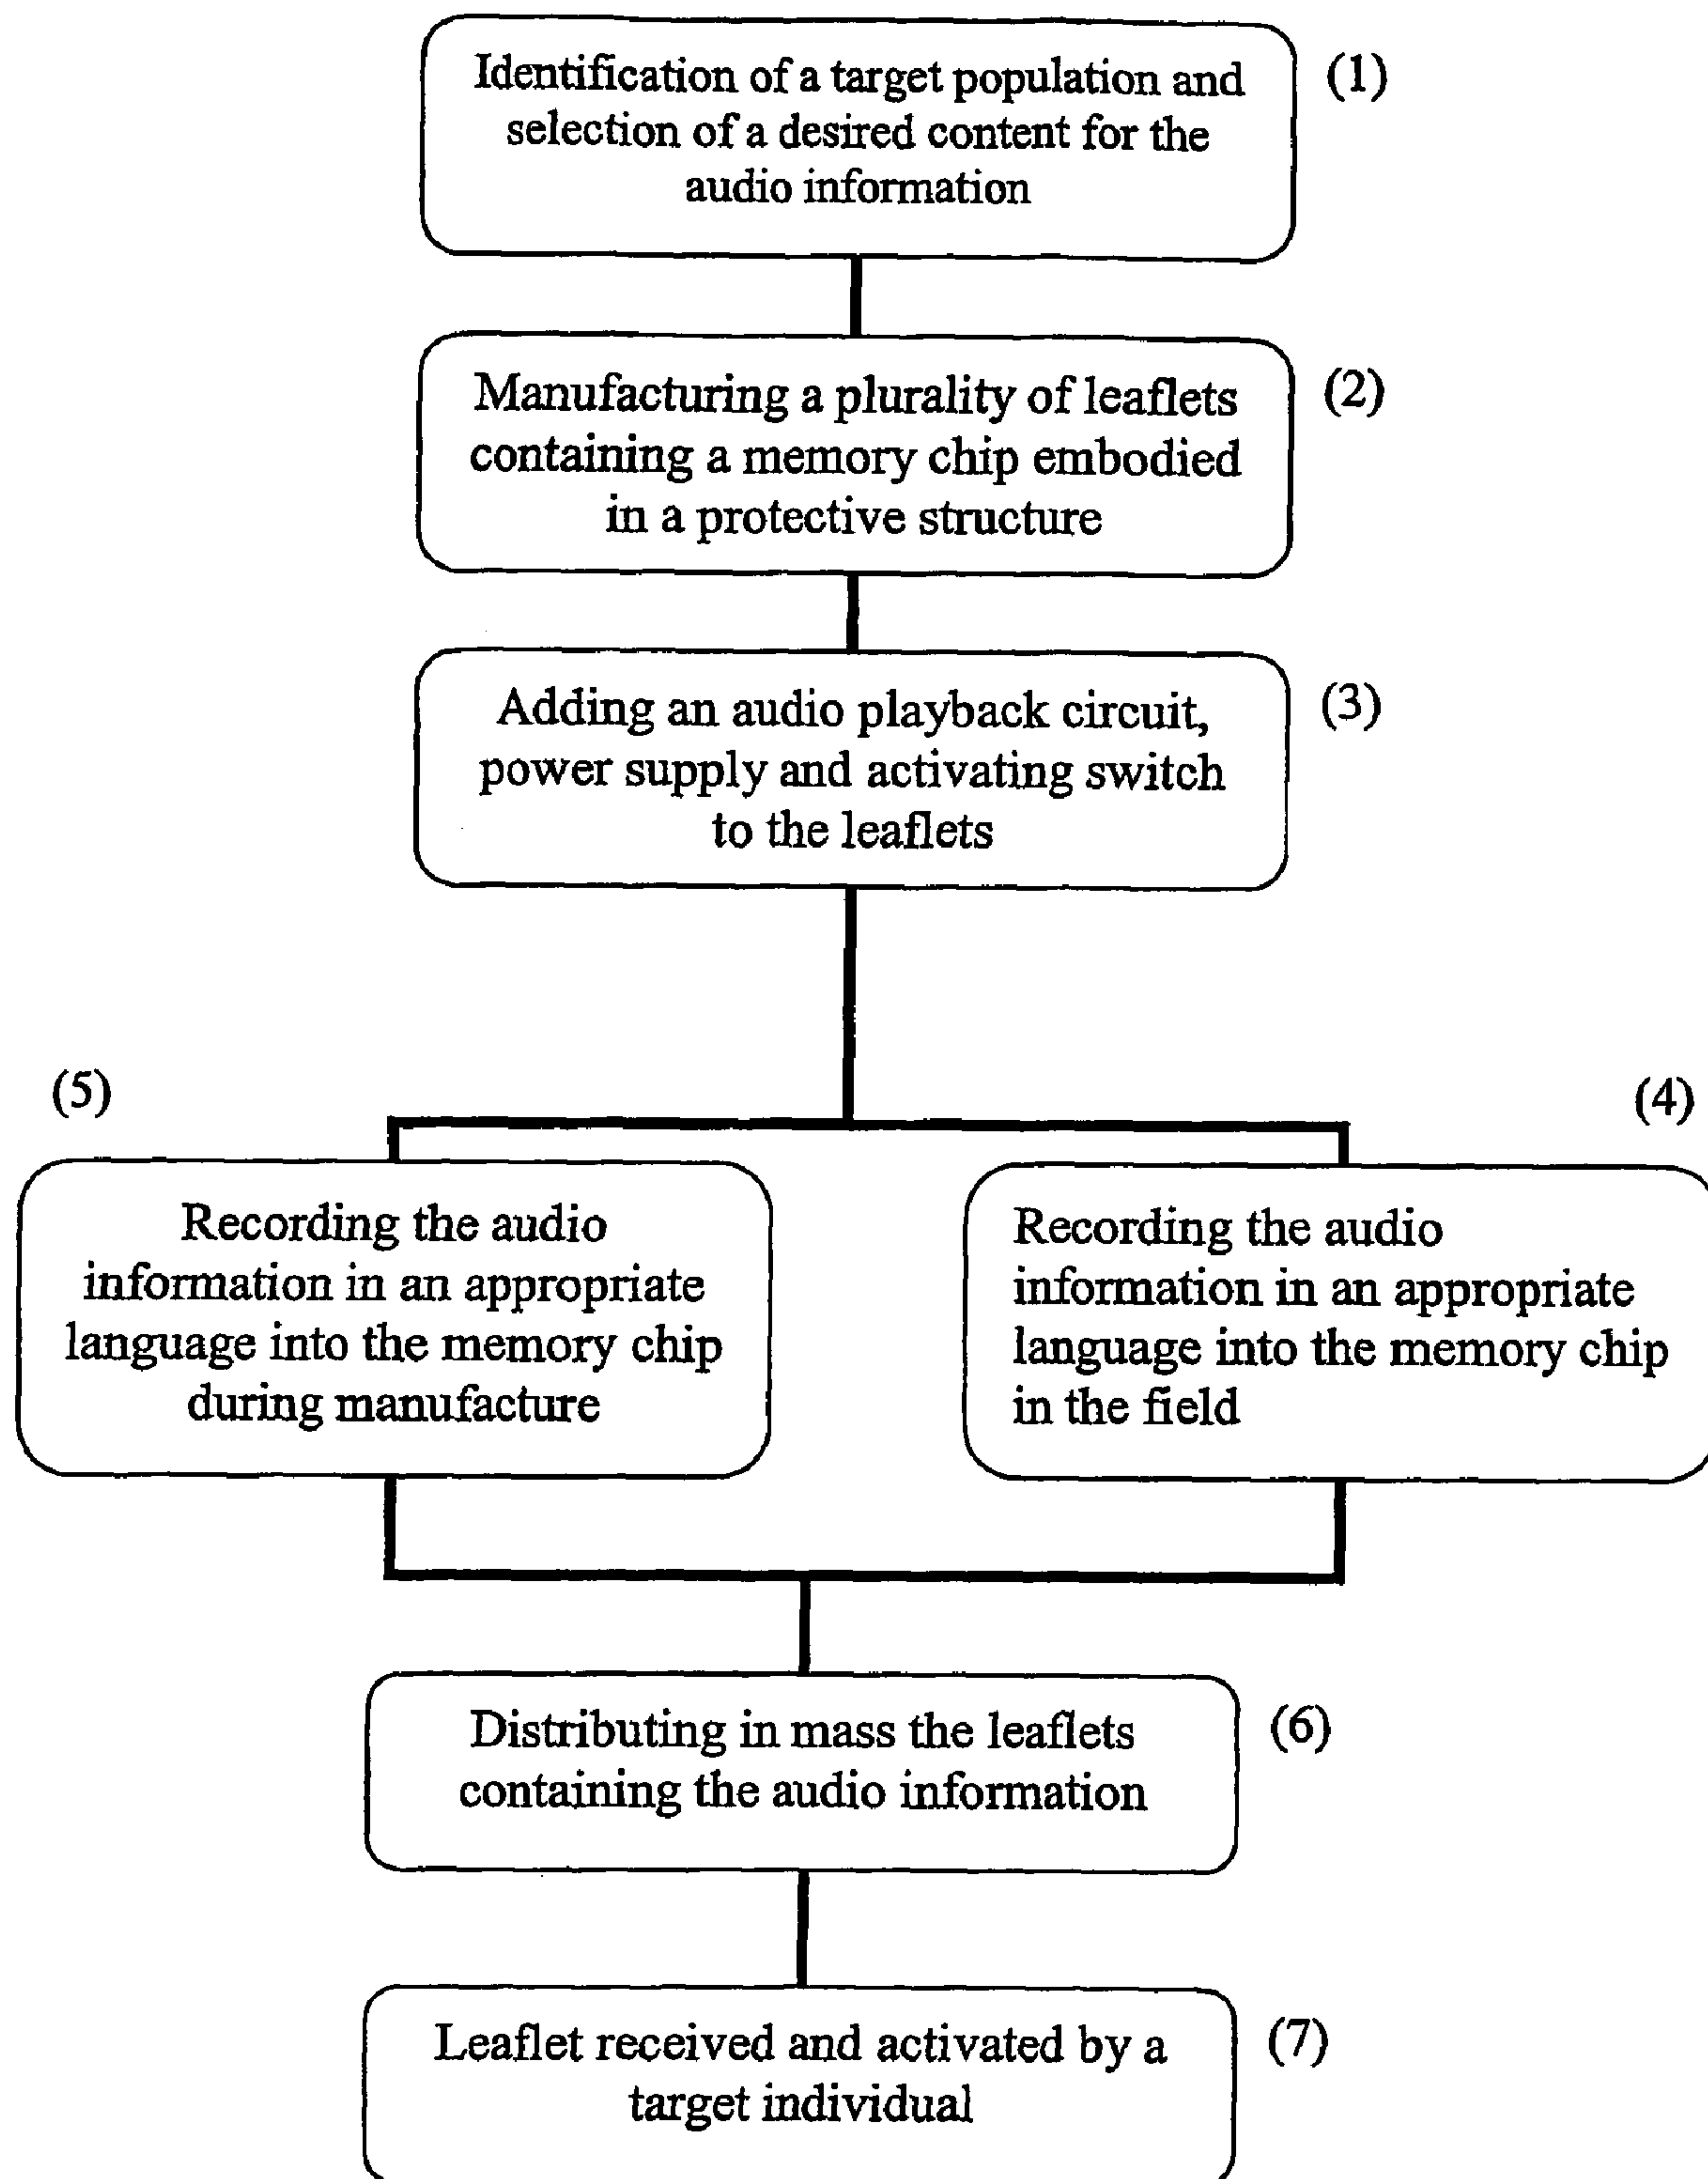 Identification of a target population and
selection of a desired content for the
audio information
(1)
Manufacturing a plurality of leaflets
containing a memory chip embodied
in a protective structure
(2)
Adding an audio playback circuit,
power supply and activating switch
to the leaflets
(3)
(5)
Recording the audio
information in an appropriate
language into the memory chip
during manufacture
(4)
Recording the audio
information in an appropriate
language into the memory chip
in the field
Distributing in mass the leaflets
containing the audio information
(6)
Leaflet received and activated by a
target individual
(7)